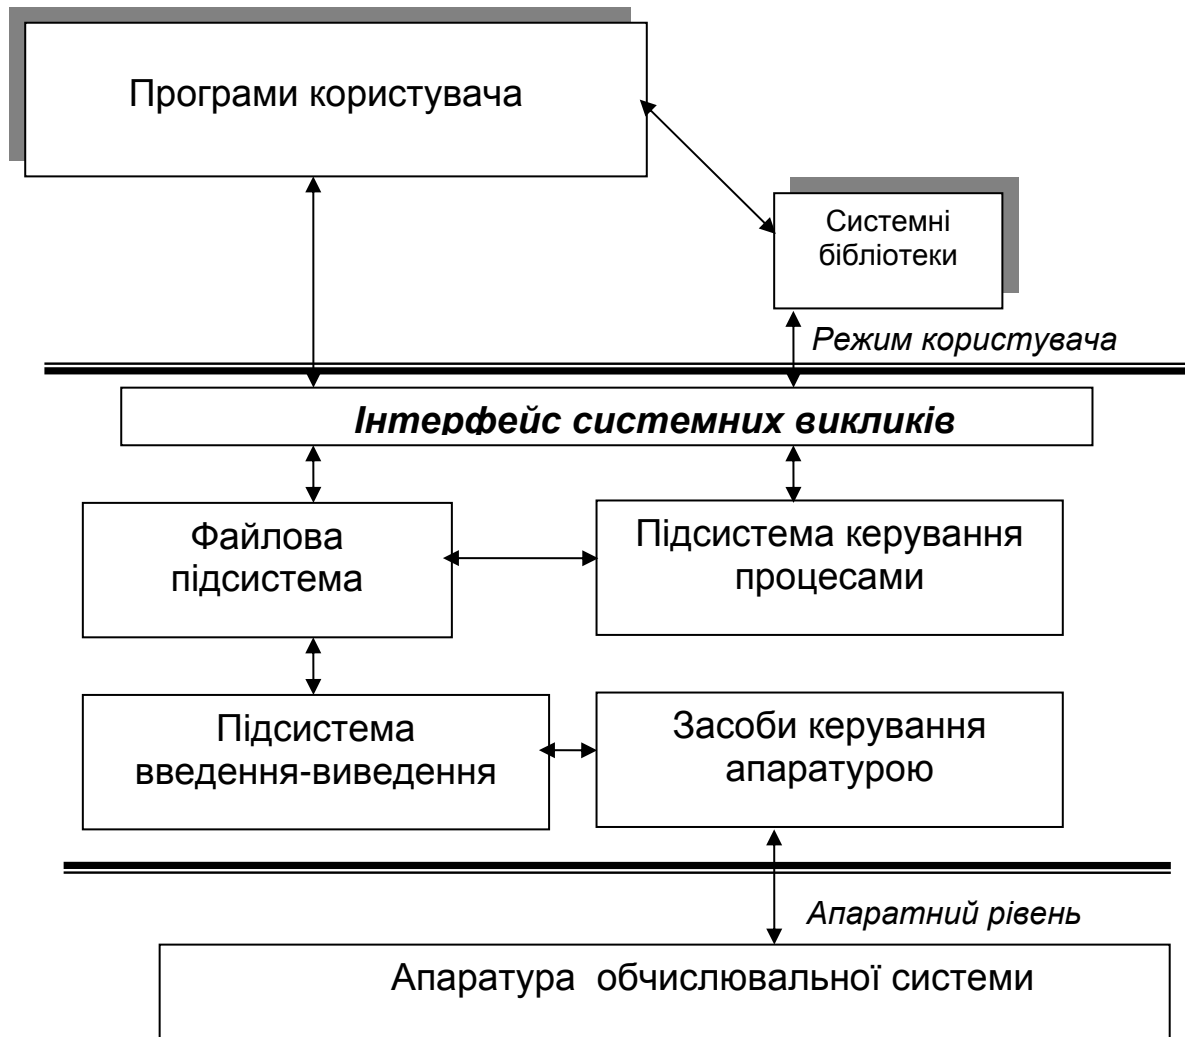 Програми користувача
Системні
бібліотеки
Режим користувача
Інтерфейс системних викликів
Файлова
підсистема
Підсистема керування
процесами
Підсистема
введення-виведення
Засоби керування
апаратурою
Апаратний рівень
Апаратура обчислювальної системи